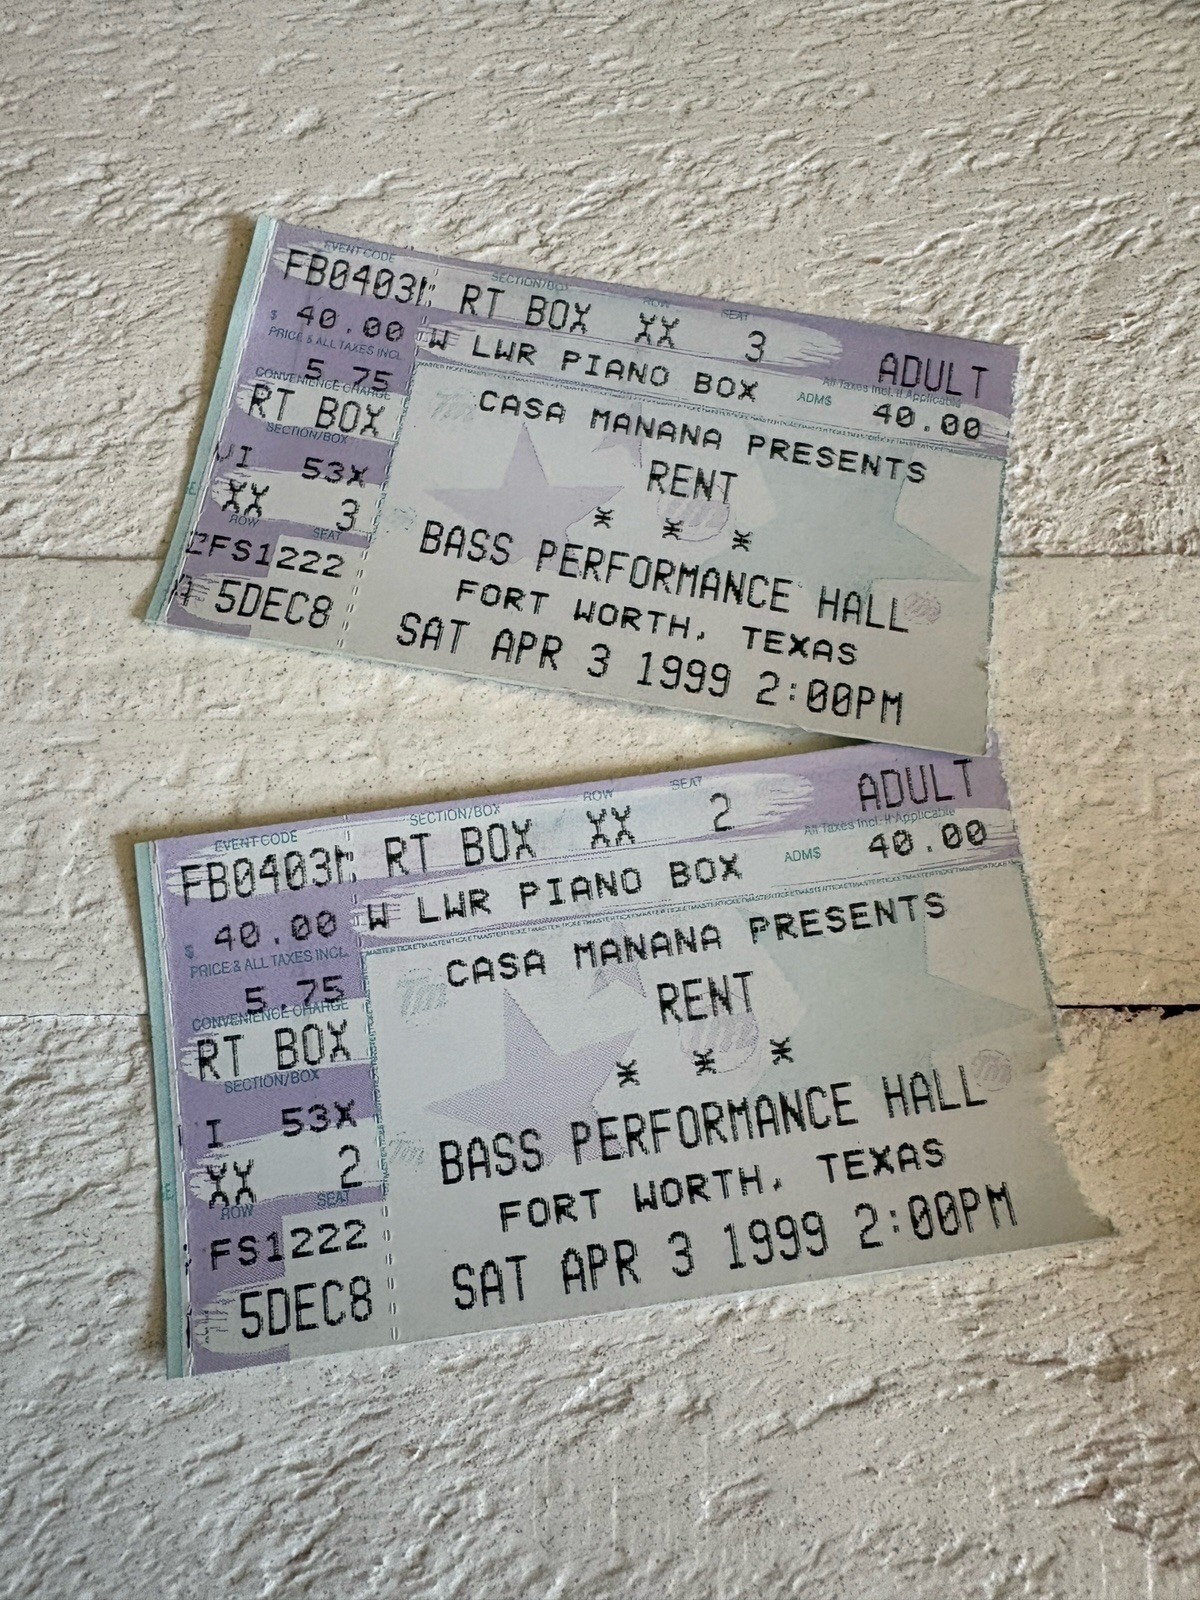 EVENT CODE SECTION/BOX ROW SEAT
RT BOX XX 3 ADULT
$ 40.00 W LWR PIANO BOX ADM$ 40.00
All Taxes Incl. If Applicable
PRICE & ALL TAXES INCL.
5.75
CONVENIENCE CHARGE
RT BOX
SECTION/BOX
53X
XX 3
ROW SEAT
FS1222
5DEC8
CASA MANANA PRESENTS
RENT
* * *
BASS PERFORMANCE HALL
FORT WORTH, TEXAS
SAT APR 3 1999 2:00PM
EVENT CODE SECTION/BOX ROW SEAT
RT BOX XX 2 ADULT
$ 40.00 W LWR PIANO BOX ADM$ 40.00
All Taxes Incl. If Applicable
PRICE & ALL TAXES INCL.
5.75
CONVENIENCE CHARGE
RT BOX
SECTION/BOX
53X
XX 2
ROW SEAT
FS1222
5DEC8
CASA MANANA PRESENTS
RENT
* * *
BASS PERFORMANCE HALL
FORT WORTH, TEXAS
SAT APR 3 1999 2:00PM